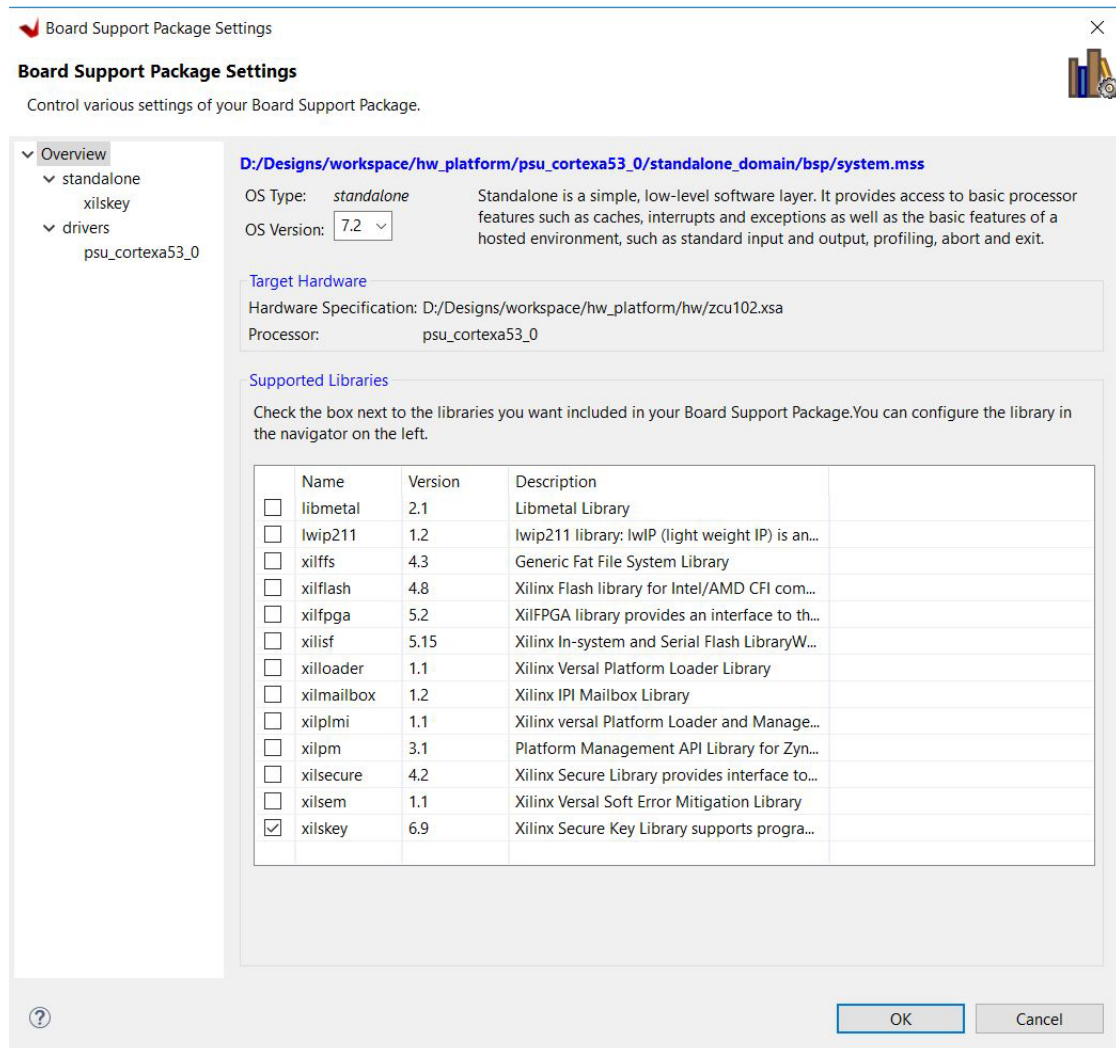 Board Support Package Settings
Board Support Package Settings
Control various settings of your Board Support Package.
Overview
standalone
xilskey
drivers
psu_cortexa53_0
D:/Designs/workspace/hw_platform/psu_cortexa53_0/standalone_domain/bsp/system.mss
OS Type: standalone
OS Version: 7.2
Standalone is a simple, low-level software layer. It provides access to basic processor
features such as caches, interrupts and exceptions as well as the basic features of a
hosted environment, such as standard input and output, profiling, abort and exit.
Target Hardware
Hardware Specification: D:/Designs/workspace/hw_platform/hw/zcu102.xsa
Processor: psu_cortexa53_0
Supported Libraries
Check the box next to the libraries you want included in your Board Support Package.You can configure the library in
the navigator on the left.
Name Version Description
libmetal 2.1 Libmetal Library
lwip211 1.2 lwip211 library: lwIP (light weight IP) is an...
xilffs 4.3 Generic Fat File System Library
xilflash 4.8 Xilinx Flash library for Intel/AMD CFI com...
xilfpga 5.2 XilFPGA library provides an interface to th...
xilisf 5.15 Xilinx In-system and Serial Flash LibraryW...
xilloader 1.1 Xilinx Versal Platform Loader Library
xilmailbox 1.2 Xilinx IPI Mailbox Library
xilplmi 1.1 Xilinx versal Platform Loader and Manage...
xilpm 3.1 Platform Management API Library for Zyn...
xilsecure 4.2 Xilinx Secure Library provides interface to...
xilsem 1.1 Xilinx Versal Soft Error Mitigation Library
xilskey 6.9 Xilinx Secure Key Library supports progra...
?
OK Cancel